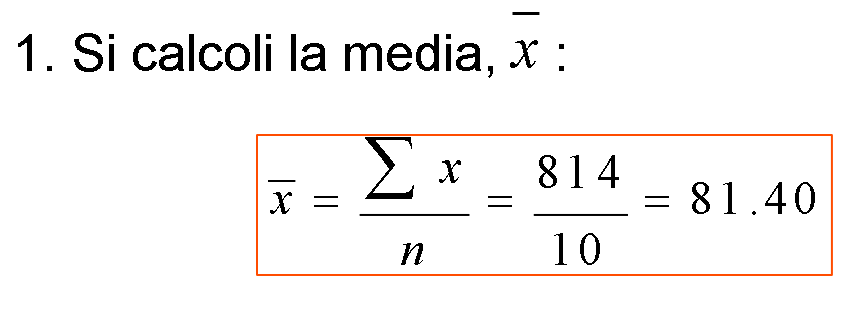 1. Si calcoli la media, x̄ :
x̄ = ∑ x / n = 814 / 10 = 81.40